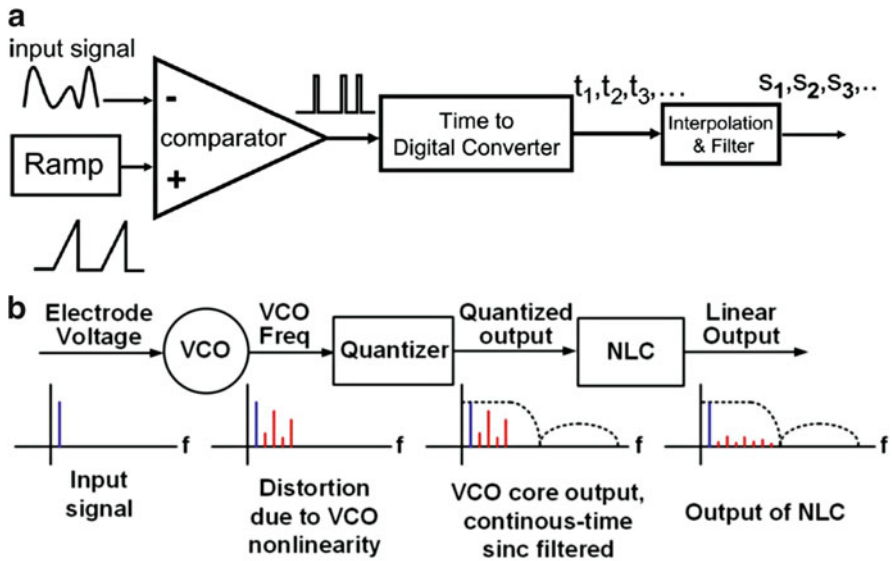 a
input signal
-
comparator
+
Ramp
Time to
Digital Converter
t1,t2,t3,...
Interpolation
& Filter
s1,s2,s3,..
b
Electrode
Voltage
VCO
VCO
Freq
Quantizer
Quantized
output
NLC
Linear
Output
f
f
f
f
Input
signal
Distortion
due to VCO
nonlinearity
VCO core output,
continous-time
sinc filtered
Output of NLC